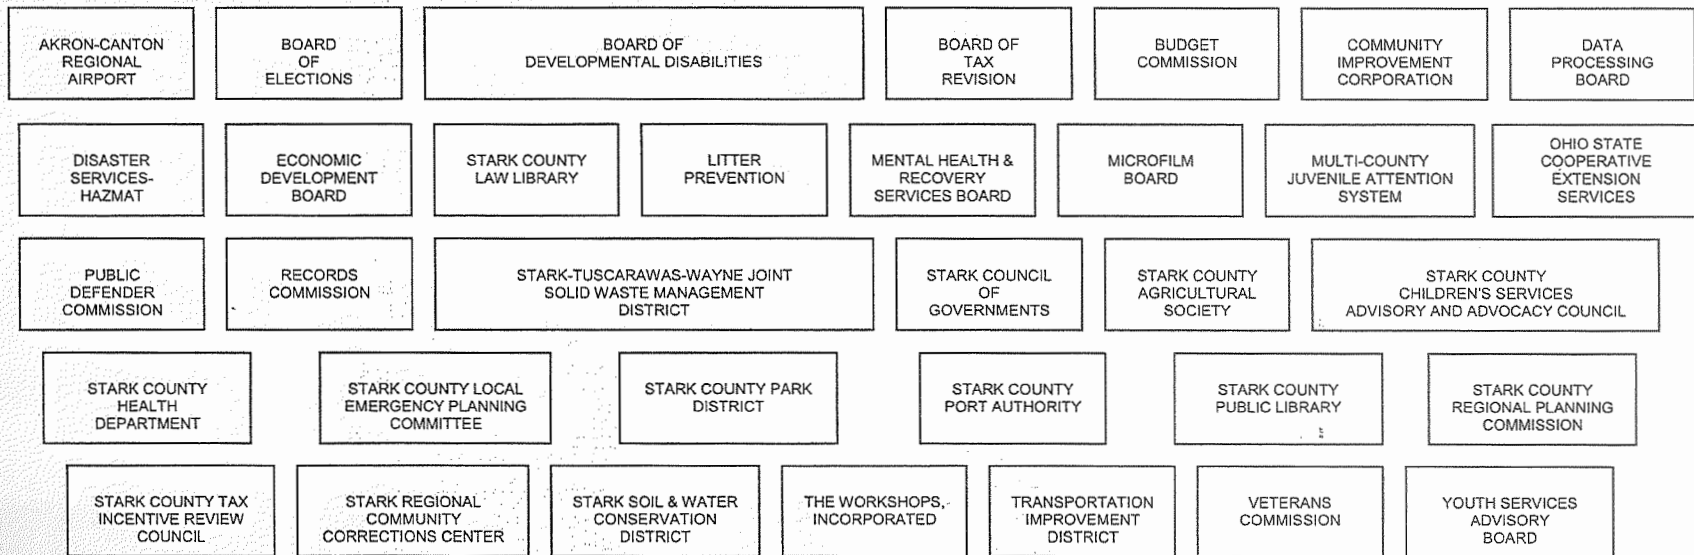 AKRON-CANTON
REGIONAL
AIRPORT
BOARD
OF
ELECTIONS
BOARD OF
DEVELOPMENTAL DISABILITIES
BOARD OF
TAX
REVISION
BUDGET
COMMISSION
COMMUNITY
IMPROVEMENT
CORPORATION
DATA
PROCESSING
BOARD
DISASTER
SERVICES-
HAZMAT
ECONOMIC
DEVELOPMENT
BOARD
STARK COUNTY
LAW LIBRARY
LITTER
PREVENTION
MENTAL HEALTH &
RECOVERY
SERVICES BOARD
MICROFILM
BOARD
MULTI-COUNTY
JUVENILE ATTENTION
SYSTEM
OHIO STATE
COOPERATIVE
EXTENSION
SERVICES
PUBLIC
DEFENDER
COMMISSION
RECORDS
COMMISSION
STARK-TUSCARAWAS-WAYNE JOINT
SOLID WASTE MANAGEMENT
DISTRICT
STARK COUNCIL
OF
GOVERNMENTS
STARK COUNTY
AGRICULTURAL
SOCIETY
STARK COUNTY
CHILDREN'S SERVICES
ADVISORY AND ADVOCACY COUNCIL
STARK COUNTY
HEALTH
DEPARTMENT
STARK COUNTY LOCAL
EMERGENCY PLANNING
COMMITTEE
STARK COUNTY PARK
DISTRICT
STARK COUNTY
PORT AUTHORITY
STARK COUNTY
PUBLIC LIBRARY
STARK COUNTY
REGIONAL PLANNING
COMMISSION
STARK COUNTY TAX
INCENTIVE REVIEW
COUNCIL
STARK REGIONAL
COMMUNITY
CORRECTIONS CENTER
STARK SOIL & WATER
CONSERVATION
DISTRICT
THE WORKSHOPS,
INCORPORATED
TRANSPORTATION
IMPROVEMENT
DISTRICT
VETERANS
COMMISSION
YOUTH SERVICES
ADVISORY
BOARD